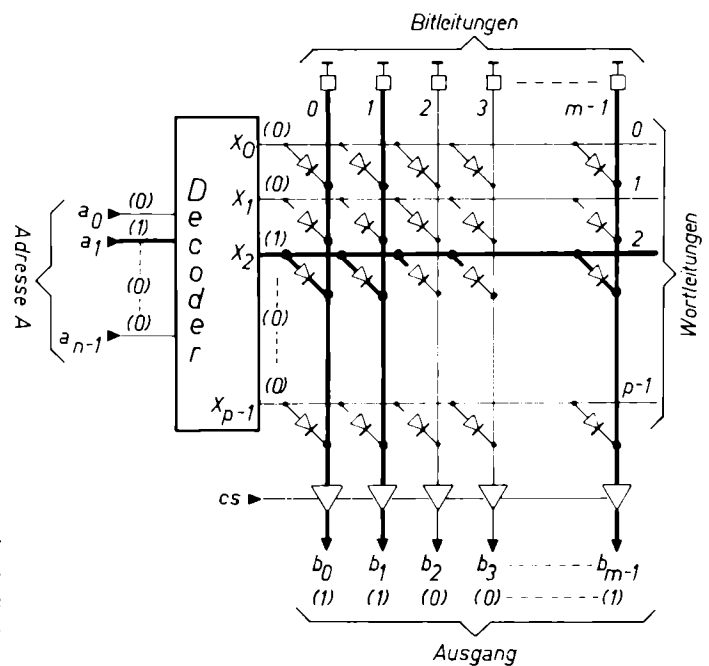 Bitleitungen
0 1 2 3 m-1
Adresse A
a0 (0)
a1 (1)
(0) (0)
an-1 (0)
Decoder
X0 (0) 0
X1 (0) 1
X2 (1) 2
(0)
Xp-1 (0) p-1
Wortleitungen
cs
b0 b1 b2 b3 bm-1
(1) (1) (0) (0) (1)
Ausgang